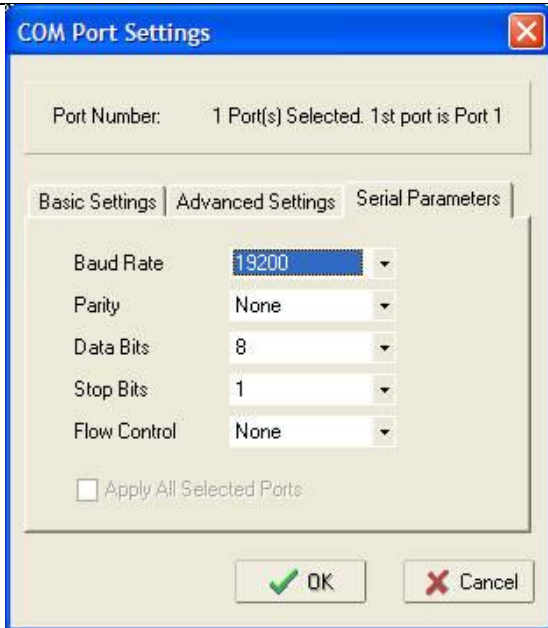 COM Port Settings
Port Number: 1 Port(s) Selected. 1st port is Port 1
Basic Settings Advanced Settings Serial Parameters
Baud Rate 19200
Parity None
Data Bits 8
Stop Bits 1
Flow Control None
Apply All Selected Ports
OK Cancel